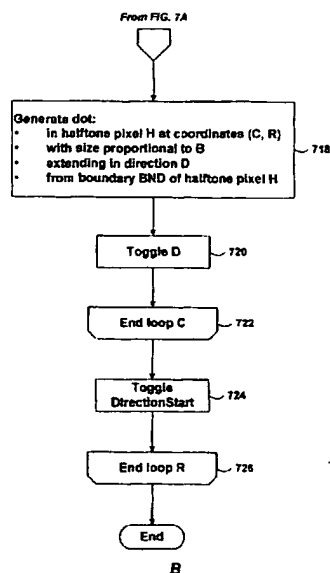 From FIG. 7A
Generate dot:
• in halftone pixel H at coordinates (C, R)
• with size proportional to B
• extending in direction D
• from boundary BND of halftone pixel H
718
Toggle D
720
End loop C
722
Toggle
DirectionStart
724
End loop R
726
End
B